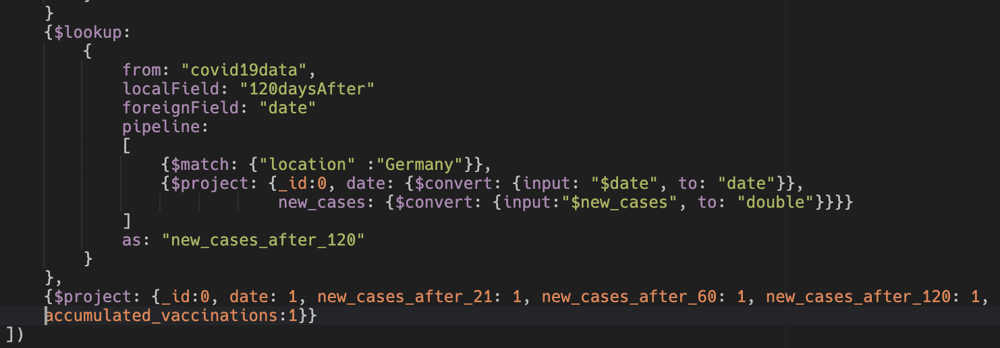 }
{$lookup:
{
from: "covid19data",
localField: "120daysAfter"
foreignField: "date"
pipeline:
[
{$match: {"location" :"Germany"}},
{$project: {_id:0, date: {$convert: {input: "$date", to: "date"}},
new_cases: {$convert: {input:"$new_cases", to: "double"}}}}
]
as: "new_cases_after_120"
}
},
{$project: {_id:0, date: 1, new_cases_after_21: 1, new_cases_after_60: 1, new_cases_after_120: 1,
accumulated_vaccinations:1}}
])